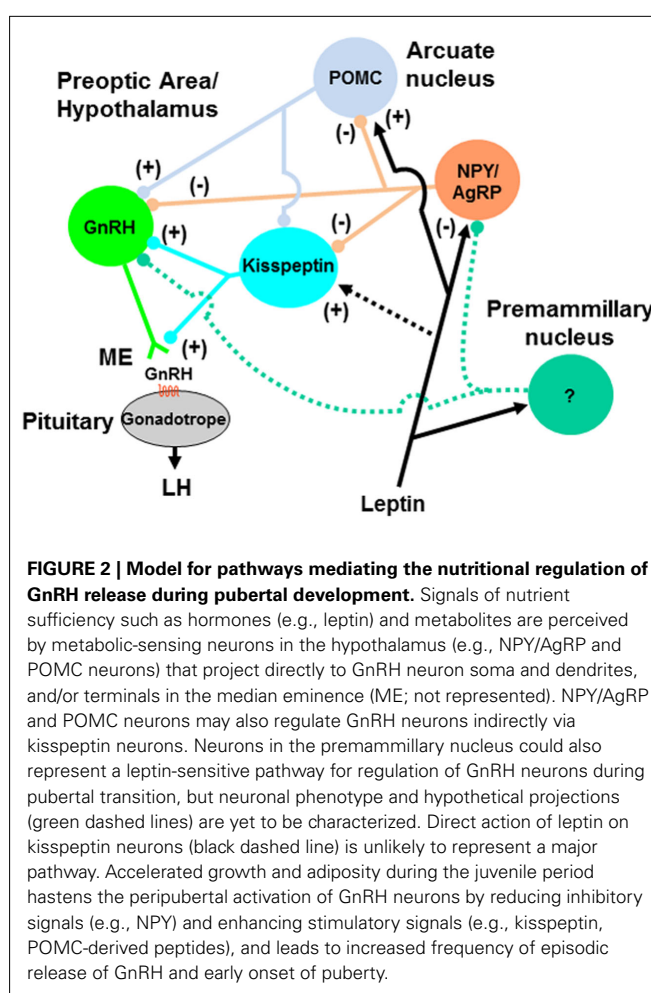 Preoptic Area/
Hypothalamus
POMC
Arcuate
nucleus
(-)
(+)
(+)
(-)
NPY/
AgRP
GnRH
(+)
(-)
(-)
Kisspeptin
(+)
Premammillary
nucleus
ME
(+)
GnRH
?
Pituitary
Gonadotrope
LH
Leptin
FIGURE 2 | Model for pathways mediating the nutritional regulation of
GnRH release during pubertal development. Signals of nutrient
sufficiency such as hormones (e.g., leptin) and metabolites are perceived
by metabolic-sensing neurons in the hypothalamus (e.g., NPY/AgRP and
POMC neurons) that project directly to GnRH neuron soma and dendrites,
and/or terminals in the median eminence (ME; not represented). NPY/AgRP
and POMC neurons may also regulate GnRH neurons indirectly via
kisspeptin neurons. Neurons in the premammillary nucleus could also
represent a leptin-sensitive pathway for regulation of GnRH neurons during
pubertal transition, but neuronal phenotype and hypothetical projections
(green dashed lines) are yet to be characterized. Direct action of leptin on
kisspeptin neurons (black dashed line) is unlikely to represent a major
pathway. Accelerated growth and adiposity during the juvenile period
hastens the peripubertal activation of GnRH neurons by reducing inhibitory
signals (e.g., NPY) and enhancing stimulatory signals (e.g., kisspeptin,
POMC-derived peptides), and leads to increased frequency of episodic
release of GnRH and early onset of puberty.